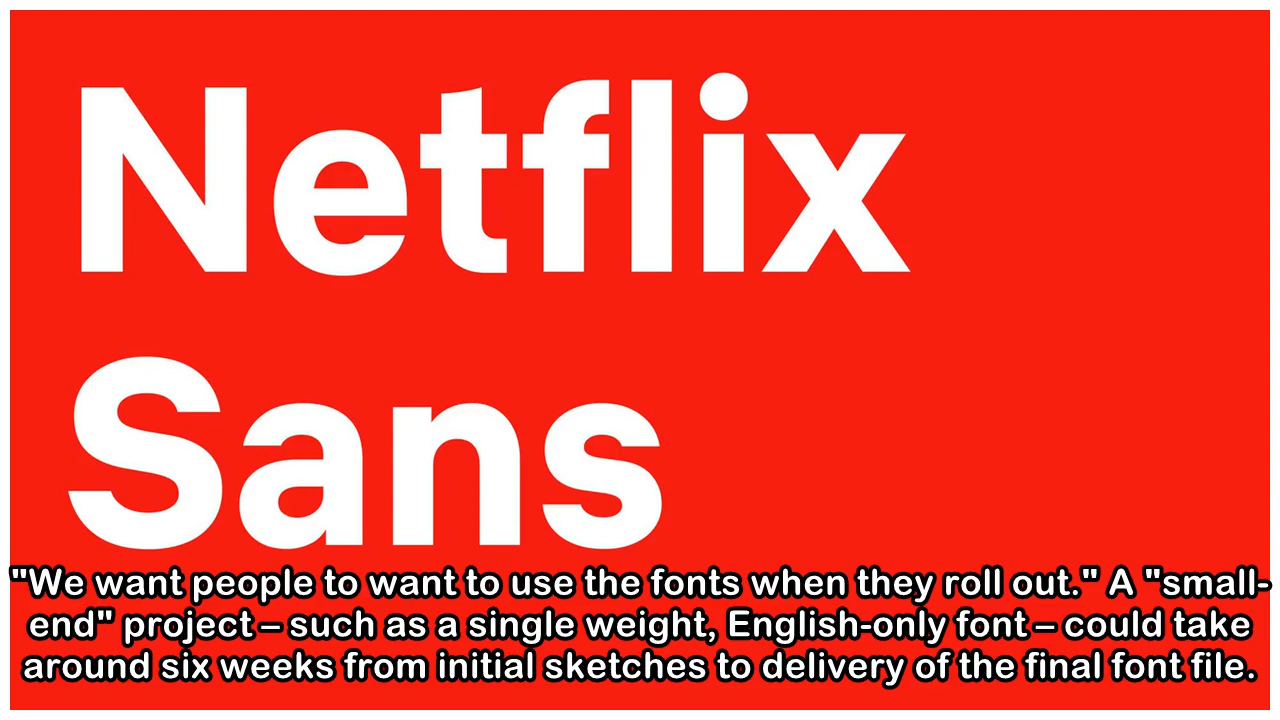 Netflix
Sans
"We want people to want to use the fonts when they roll out." A "small-
end" project – such as a single weight, English-only font – could take
around six weeks from initial sketches to delivery of the final font file.